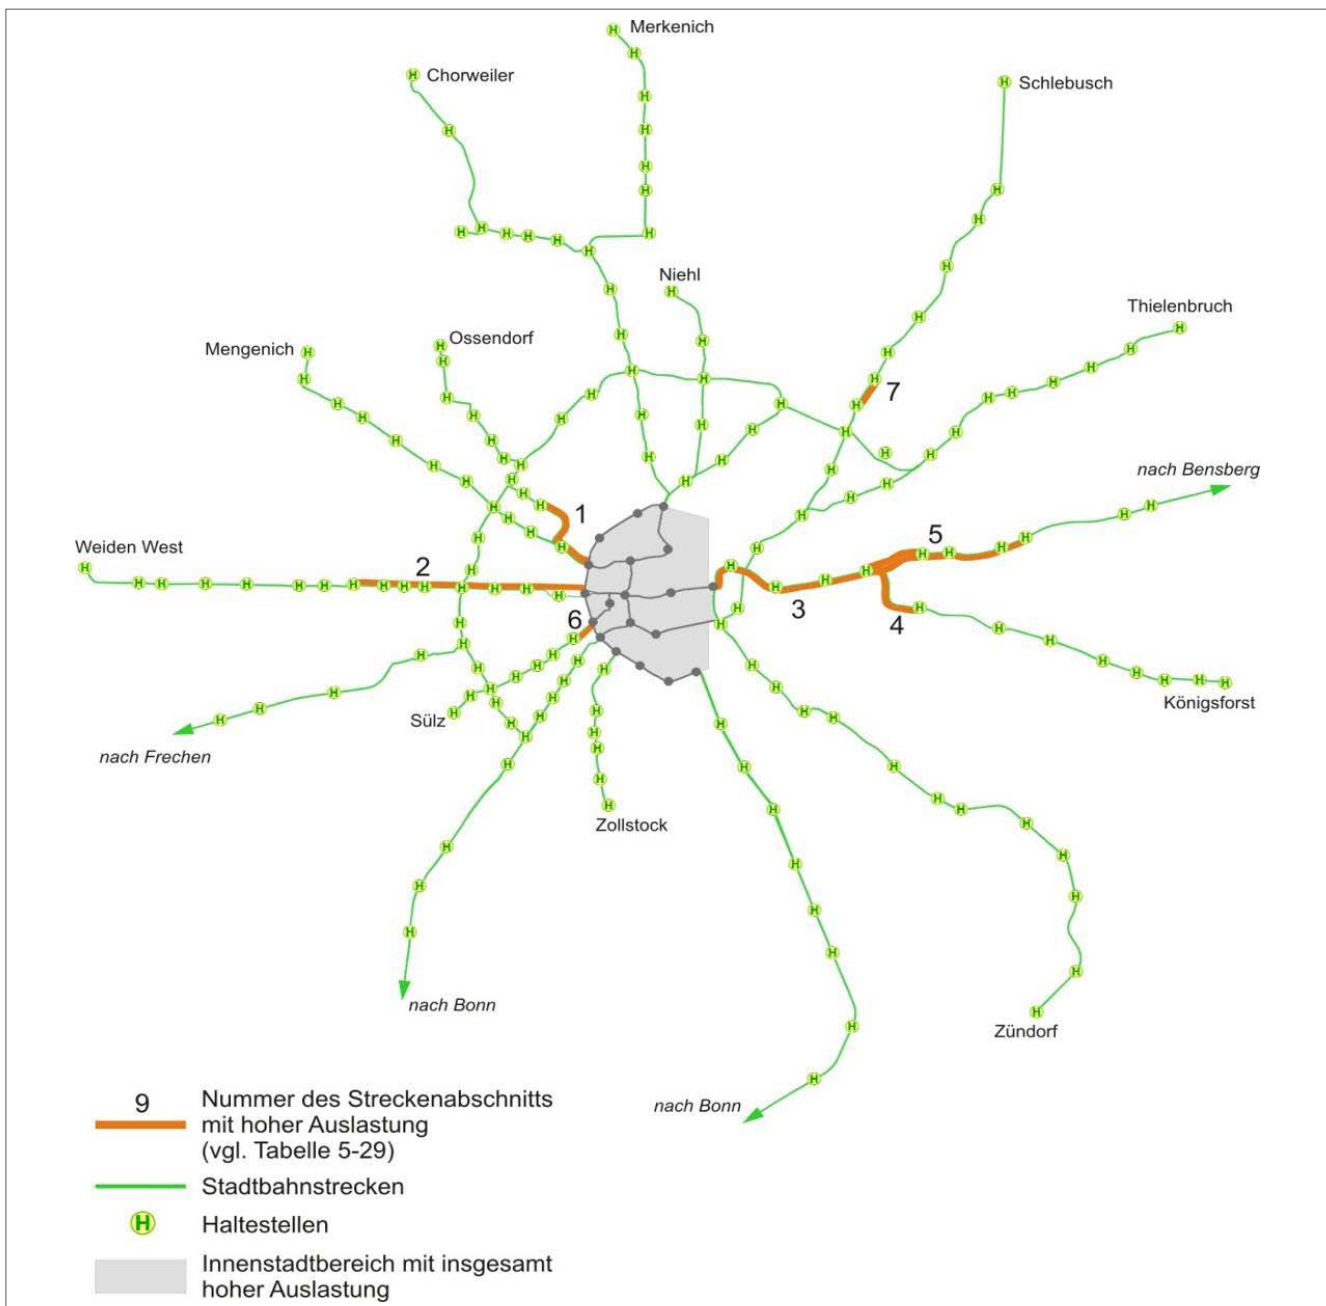 Merkenich
Chorweiler
Schlebusch
Niehl
Thielenbruch
Ossendorf
Mengenich
7
nach Bensberg
1
5
Weiden West
2
3
6
4
Königsforst
Sülz
nach Frechen
Zollstock
nach Bonn
Zündorf
nach Bonn
9
Nummer des Streckenabschnitts
mit hoher Auslastung
(vgl. Tabelle 5-29)
Stadtbahnstrecken
H
Haltestellen
Innenstadtbereich mit insgesamt
hoher Auslastung